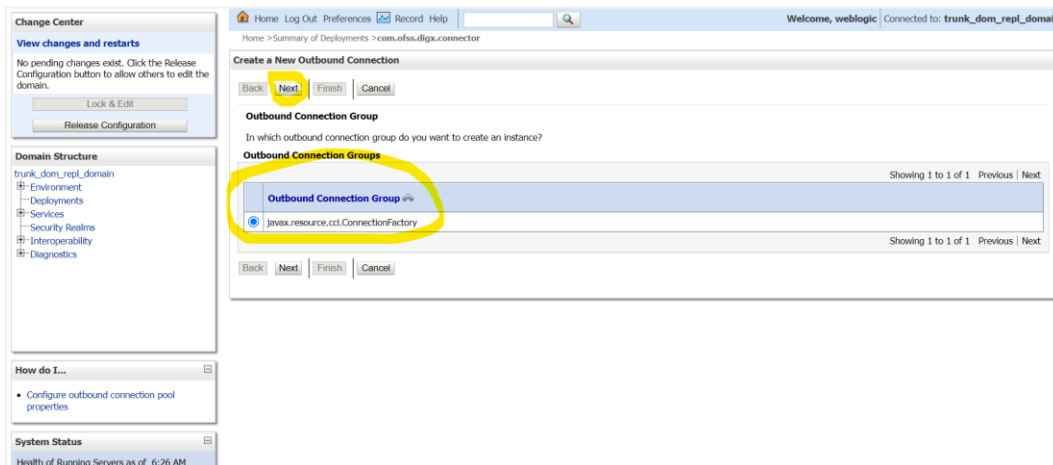 Change Center
View changes and restarts
No pending changes exist. Click the Release
Configuration button to allow others to edit the
domain.
Lock & Edit
Release Configuration
Domain Structure
trunk_dom_repl_domain
Environment
Deployments
Services
Security Realms
Interoperability
Diagnostics
How do I...
Configure outbound connection pool
properties
System Status
Health of Running Servers as of 6:26 AM
Home Log Out Preferences Record Help
Welcome, weblogic Connected to: trunk_dom_repl_domai
Home >Summary of Deployments >com.ofss.digx.connector
Create a New Outbound Connection
Back Next Finish Cancel
Outbound Connection Group
In which outbound connection group do you want to create an instance?
Outbound Connection Groups
Showing 1 to 1 of 1 Previous | Next
Outbound Connection Group
javax.resource.cci.ConnectionFactory
Showing 1 to 1 of 1 Previous | Next
Back Next Finish Cancel